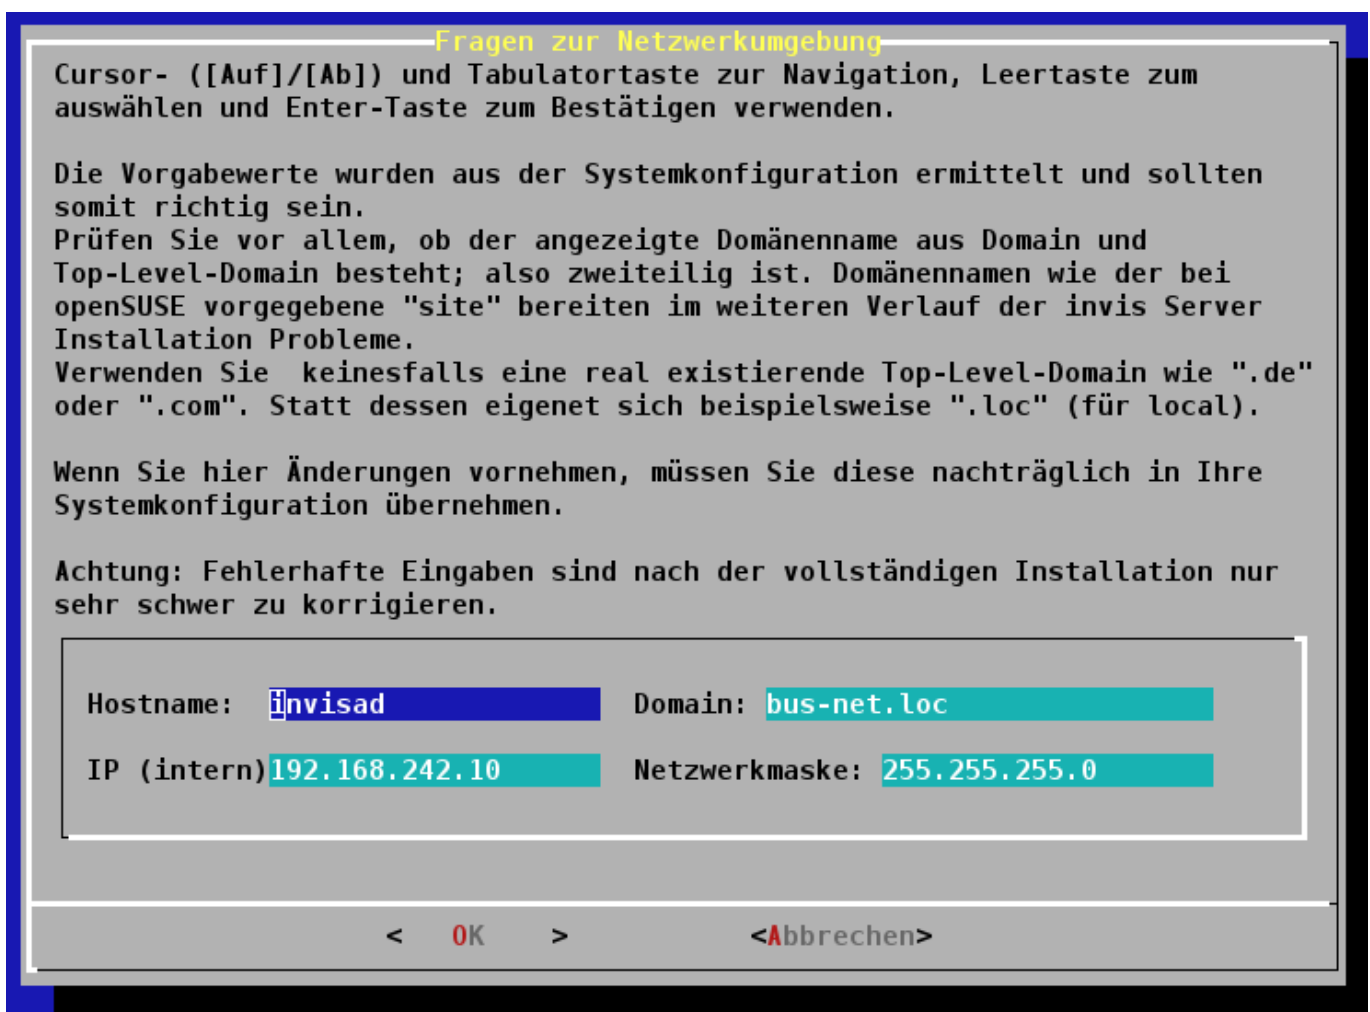 Fragen zur Netzwerkumgebung
Cursor- ([Auf]/[Ab]) und Tabulatortaste zur Navigation, Leertaste zum
auswählen und Enter-Taste zum Bestätigen verwenden.
Die Vorgabewerte wurden aus der Systemkonfiguration ermittelt und sollten
somit richtig sein.
Prüfen Sie vor allem, ob der angezeigte Domänenname aus Domain und
Top-Level-Domain besteht; also zweiteilig ist. Domänennamen wie der bei
openSUSE vorgegebene "site" bereiten im weiteren Verlauf der invis Server
Installation Probleme.
Verwenden Sie  keinesfalls eine real existierende Top-Level-Domain wie ".de"
oder ".com". Statt dessen eigenet sich beispielsweise ".loc" (für local).
Wenn Sie hier Änderungen vornehmen, müssen Sie diese nachträglich in Ihre
Systemkonfiguration übernehmen.
Achtung: Fehlerhafte Eingaben sind nach der vollständigen Installation nur
sehr schwer zu korrigieren.
Hostname: invisad Domain: bus-net.loc
IP (intern)192.168.242.10 Netzwerkmaske: 255.255.255.0
< OK > <Abbrechen>